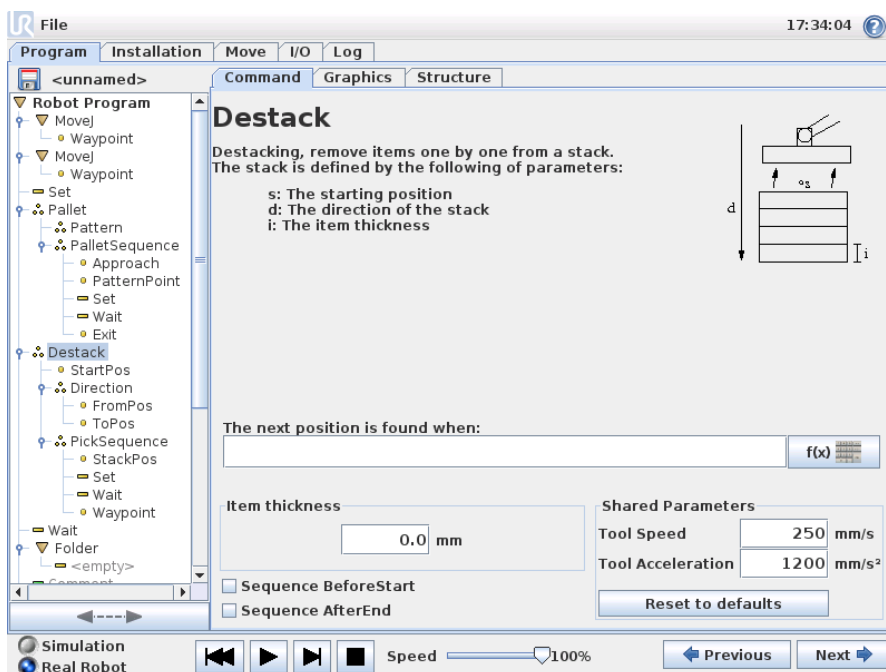 UR File 17:34:04 ?
Program Installation Move I/O Log
<unnamed>
Command Graphics Structure
Robot Program
MoveJ
Waypoint
MoveJ
Waypoint
Set
Pallet
Pattern
PalletSequence
Approach
PatternPoint
Set
Wait
Exit
Destack
StartPos
Direction
FromPos
ToPos
PickSequence
StackPos
Set
Wait
Waypoint
Wait
Folder
<empty>
Comment
Destack
Destacking, remove items one by one from a stack.
The stack is defined by the following of parameters:
s: The starting position
d: The direction of the stack
i: The item thickness
s
d
i
The next position is found when:
f(x)
Item thickness
0.0 mm
Sequence BeforeStart
Sequence AfterEnd
Shared Parameters
Tool Speed 250 mm/s
Tool Acceleration 1200 mm/s²
Reset to defaults
Simulation
Real Robot
Speed 100%
Previous Next